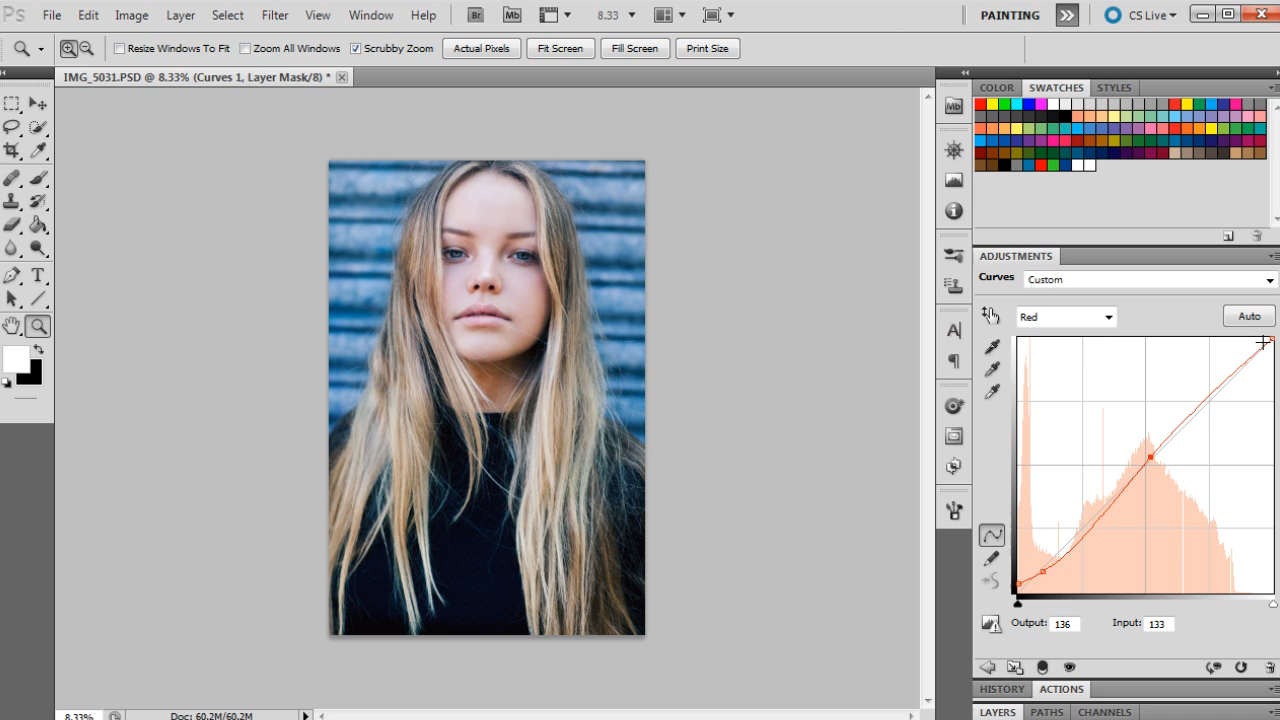 Ps File Edit Image Layer Select Filter View Window Help Br Mb 8.33 PAINTING CS Live
Resize Windows To Fit Zoom All Windows Scrubby Zoom Actual Pixels Fit Screen Fill Screen Print Size
IMG_5031.PSD @ 8.33% (Curves 1, Layer Mask/8) *
COLOR SWATCHES STYLES
Mb
ADJUSTMENTS
Curves Custom
Red Auto
Output: 136 Input: 133
HISTORY ACTIONS
LAYERS PATHS CHANNELS
8.33% Doc: 60.2M/60.2M